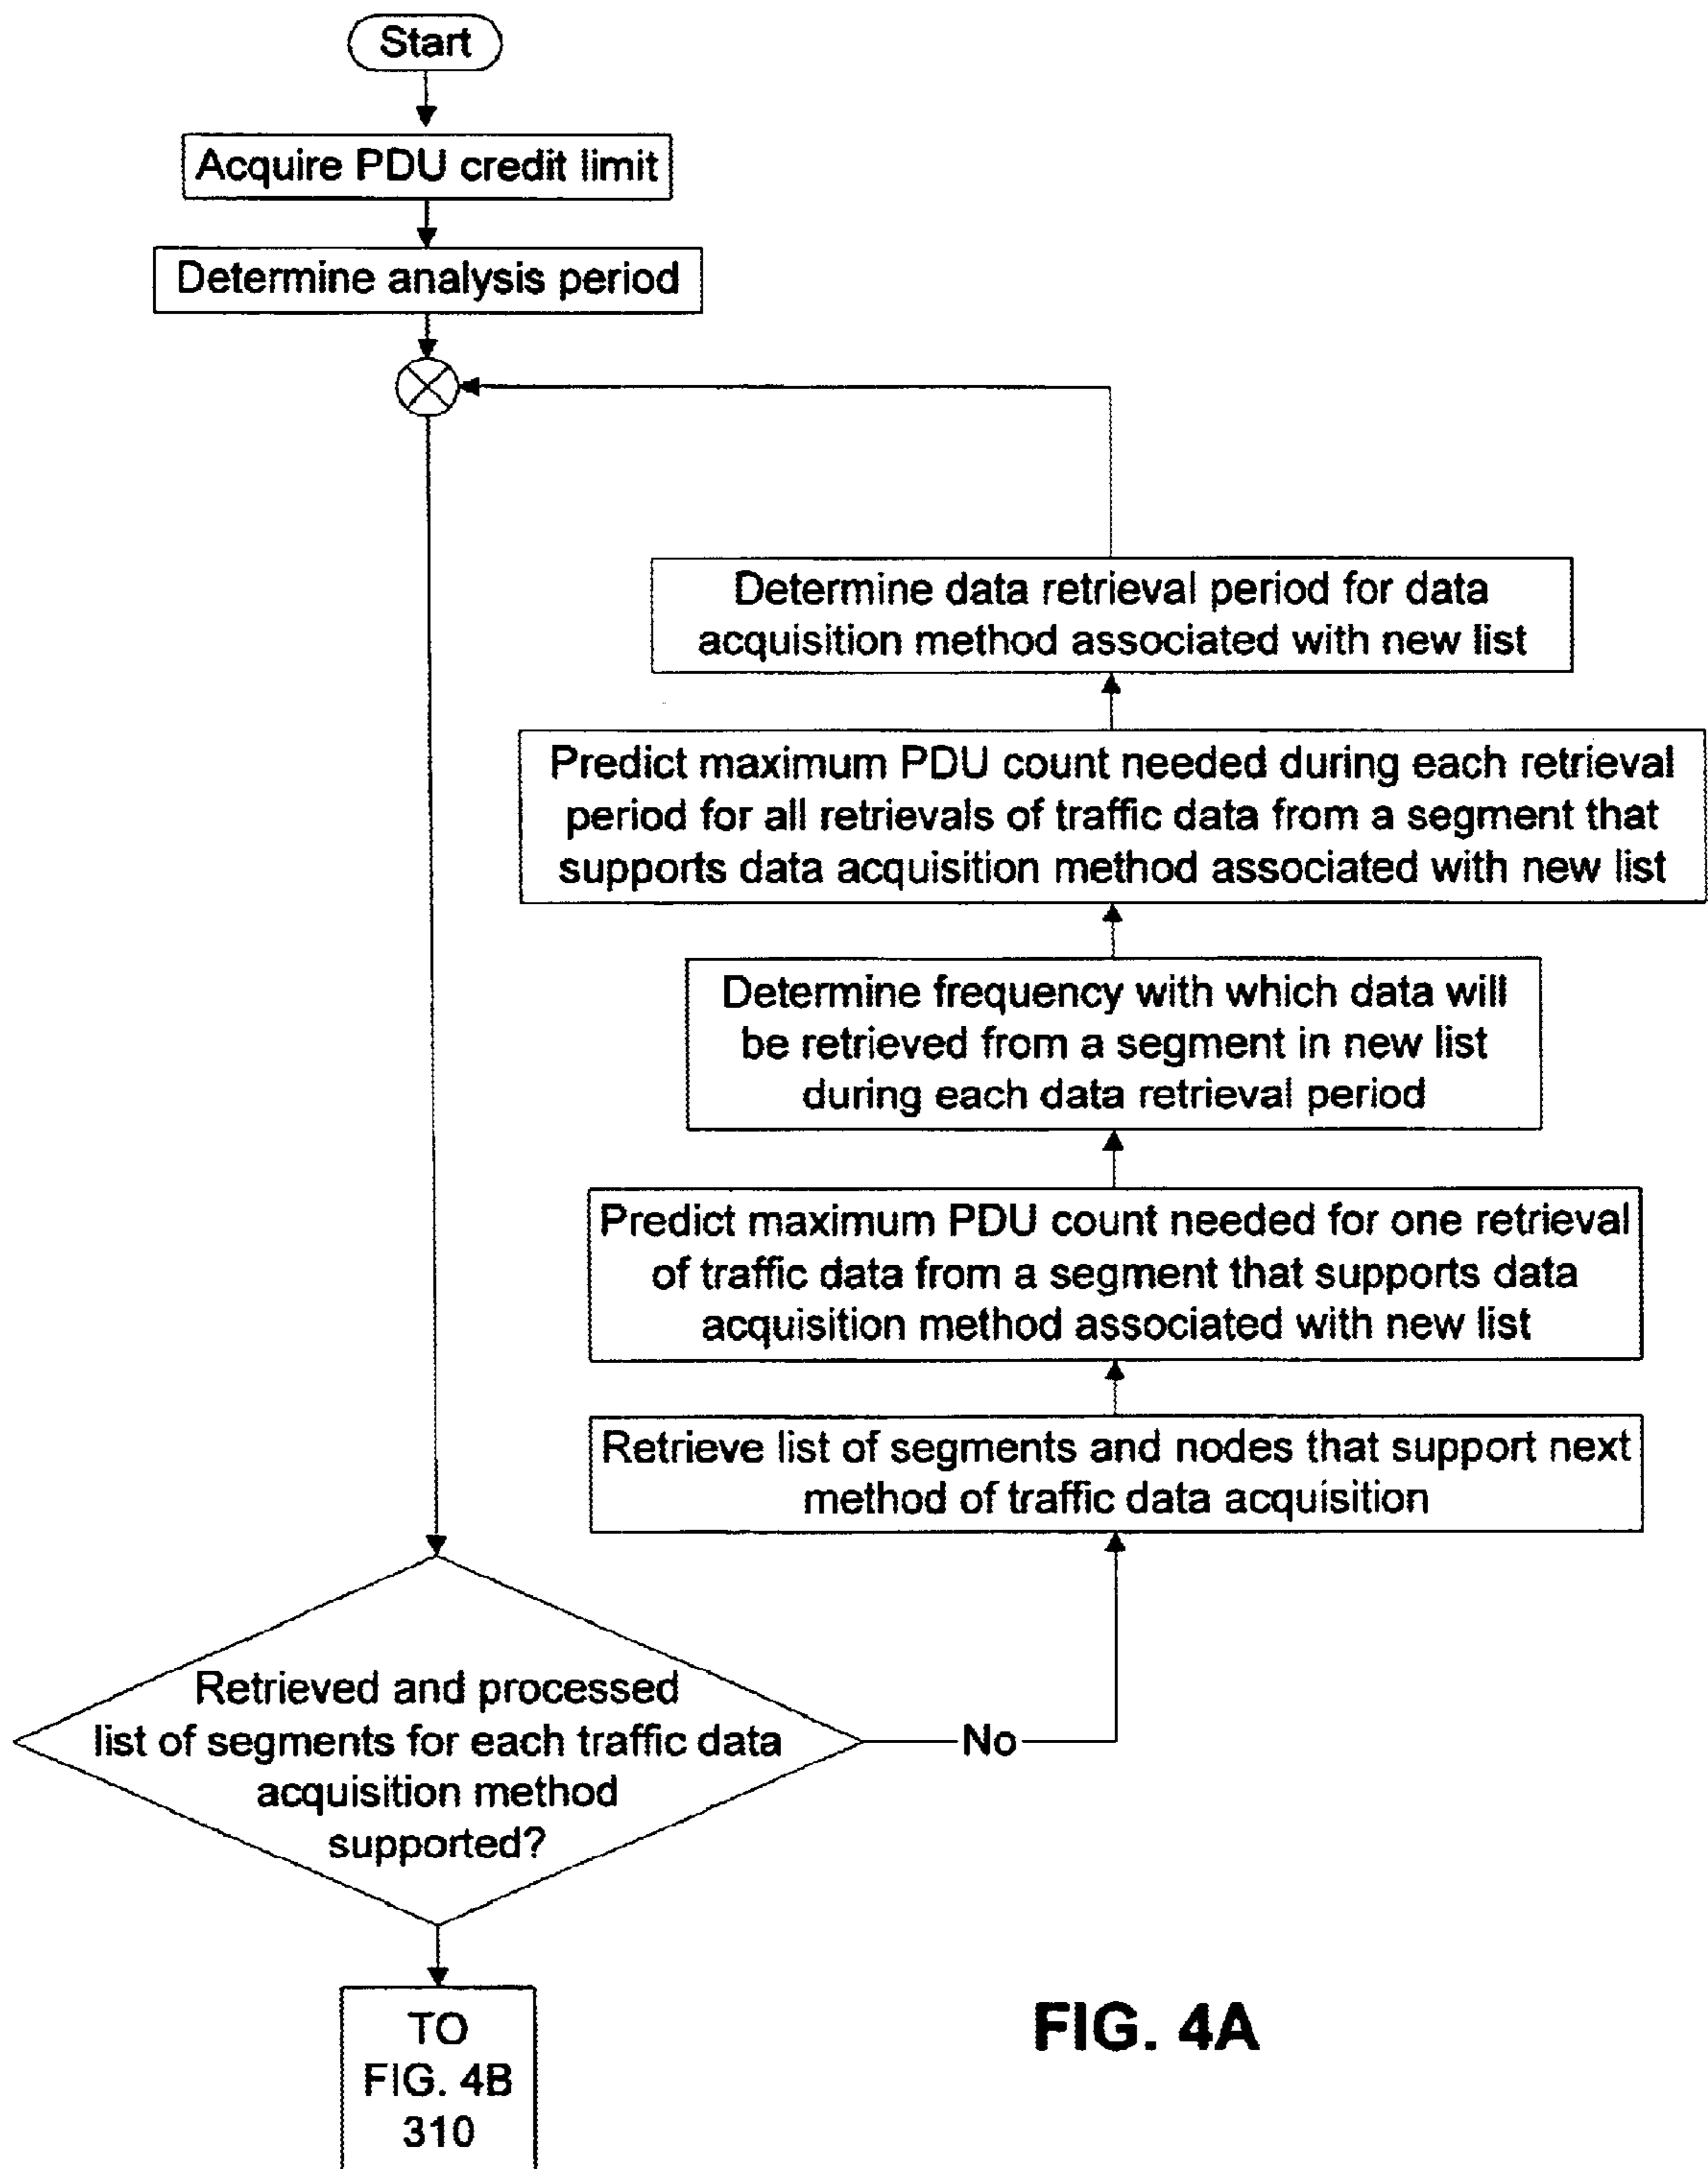 Start
Acquire PDU credit limit
Determine analysis period
Determine data retrieval period for data
acquisition method associated with new list
Predict maximum PDU count needed during each retrieval
period for all retrievals of traffic data from a segment that
supports data acquisition method associated with new list
Determine frequency with which data will
be retrieved from a segment in new list
during each data retrieval period
Predict maximum PDU count needed for one retrieval
of traffic data from a segment that supports data
acquisition method associated with new list
Retrieve list of segments and nodes that support next
method of traffic data acquisition
Retrieved and processed
list of segments for each traffic data
acquisition method
supported?
No
TO
FIG. 4B
310
FIG. 4A